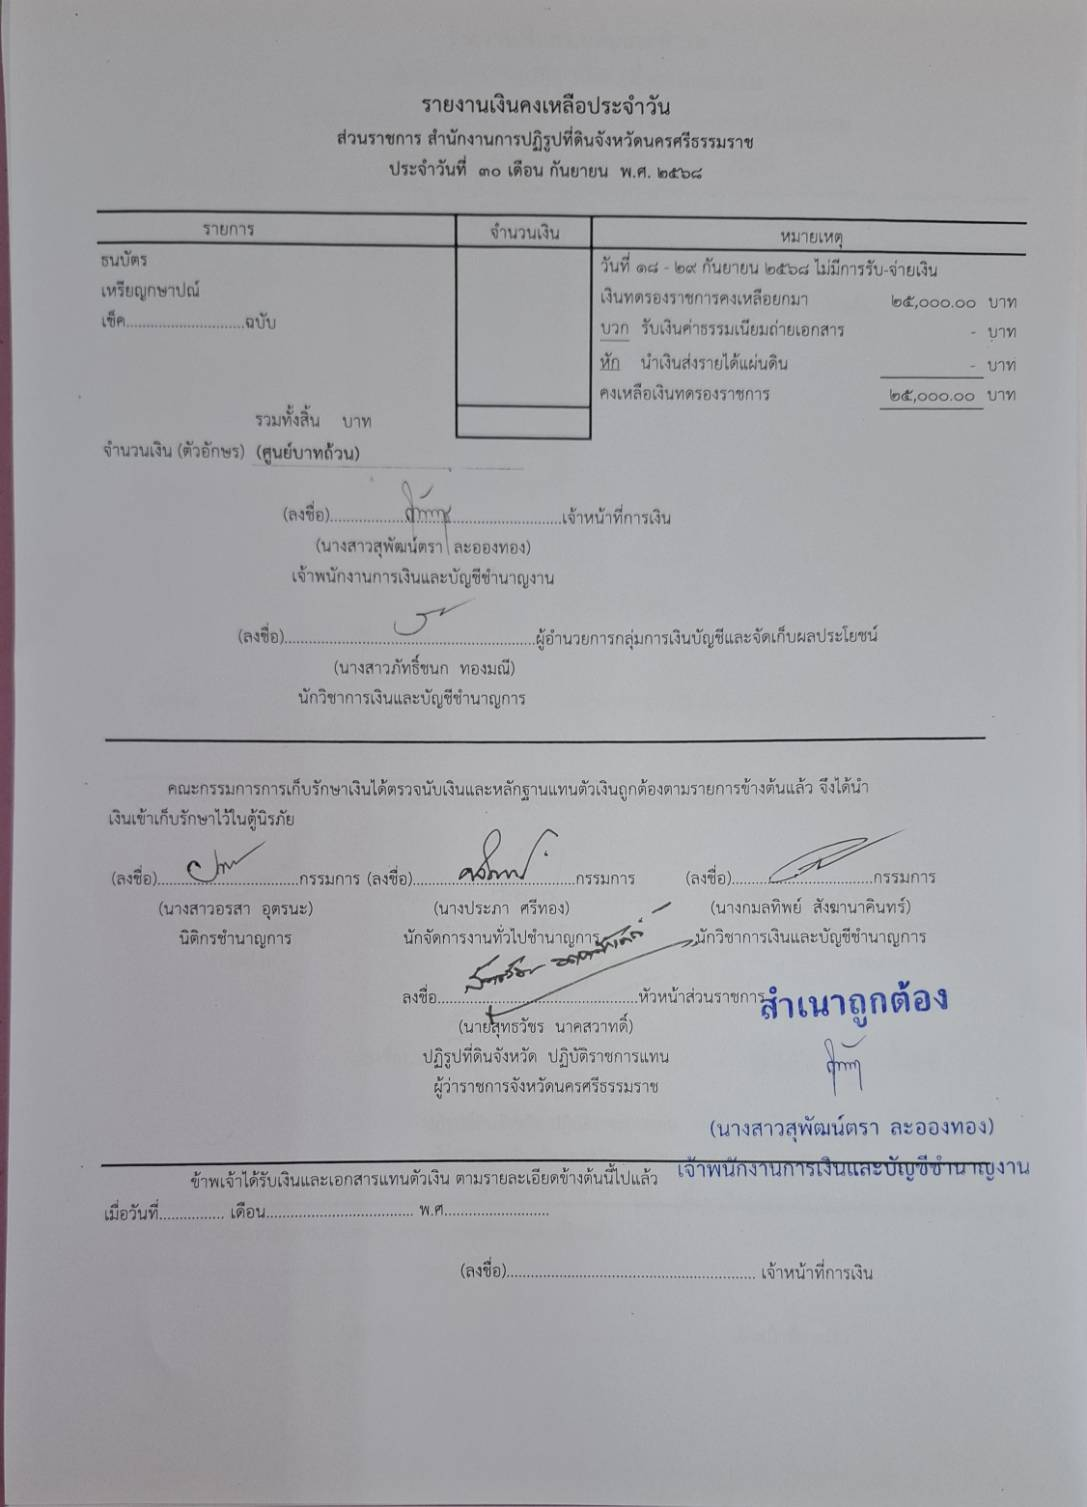 รายงานเงินคงเหลือประจำวัน
ส่วนราชการ สำนักงานการปฏิรูปที่ดินจังหวัดนครศรีธรรมราช
ประจำวันที่ ๓๐ เดือน กันยายน พ.ศ. ๒๕๖๘
รายการ จำนวนเงิน หมายเหตุ
ธนบัตร วันที่ ๑๘ - ๒๙ กันยายน ๒๕๖๘ ไม่มีการรับ-จ่ายเงิน
เหรียญกษาปณ์ เงินทดรองราชการคงเหลือยกมา ๒๕,๐๐๐.๐๐ บาท
เช็ค.............................ฉบับ บวก รับเงินค่าธรรมเนียมถ่ายเอกสาร - บาท
หัก นำเงินส่งรายได้แผ่นดิน - บาท
คงเหลือเงินทดรองราชการ ๒๕,๐๐๐.๐๐ บาท
รวมทั้งสิ้น บาท
จำนวนเงิน (ตัวอักษร) (ศูนย์บาทถ้วน)
(ลงชื่อ)..........................................................เจ้าหน้าที่การเงิน
(นางสาวสุพัฒน์ตรา ละอองทอง)
เจ้าพนักงานการเงินและบัญชีชำนาญงาน
(ลงชื่อ)..............................................................ผู้อำนวยการกลุ่มการเงินบัญชีและจัดเก็บผลประโยชน์
(นางสาวภัทธิ์ชนก ทองมณี)
นักวิชาการเงินและบัญชีชำนาญการ
คณะกรรมการการเก็บรักษาเงินได้ตรวจนับเงินและหลักฐานแทนตัวเงินถูกต้องตามรายการข้างต้นแล้ว จึงได้นำ
เงินเข้าเก็บรักษาไว้ในตู้นิรภัย
(ลงชื่อ)...................................กรรมการ (ลงชื่อ)........................................กรรมการ (ลงชื่อ)...................................กรรมการ
(นางสาวอรสา อุตรนะ) (นางประภา ศรีทอง) (นางกมลทิพย์ สังฆานาคินทร์)
นิติกรชำนาญการ นักจัดการงานทั่วไปชำนาญการ นักวิชาการเงินและบัญชีชำนาญการ
ลงชื่อ..................................................หัวหน้าส่วนราชการ
สำเนาถูกต้อง
(นายสุทธวัชร นาคสวาทดิ์)
ปฏิรูปที่ดินจังหวัด ปฏิบัติราชการแทน
ผู้ว่าราชการจังหวัดนครศรีธรรมราช
(นางสาวสุพัฒน์ตรา ละอองทอง)
เจ้าพนักงานการเงินและบัญชีชำนาญงาน
ข้าพเจ้าได้รับเงินและเอกสารแทนตัวเงิน ตามรายละเอียดข้างต้นนี้ไปแล้ว
เมื่อวันที่................ เดือน.................................... พ.ศ..........................
(ลงชื่อ).............................................................. เจ้าหน้าที่การเงิน